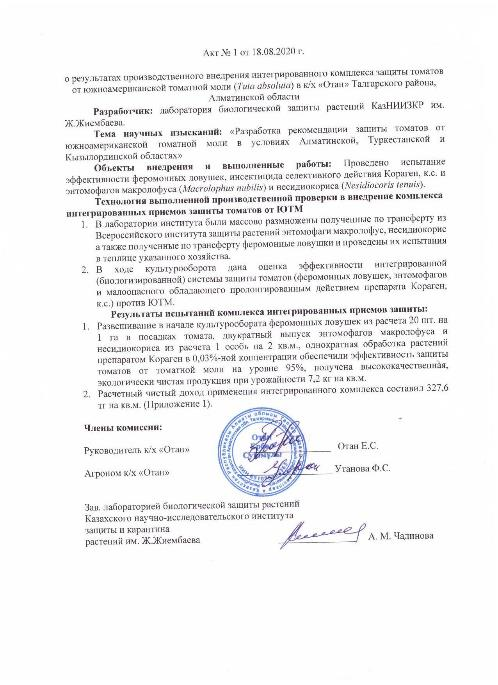 Акт № 1 от 18.08.2020 г.
о результатах производственного внедрения интегрированного комплекса защиты томатов
от южноамериканской томатной моли (Tuta absoluta) в к/х «Отан» Талгарского района,
Алматинской области
Разработчик: лаборатория биологической защиты растений КазНИИЗКР им.
Ж.Жиембаева.
Тема научных изысканий: «Разработка рекомендации защиты томатов от
южноамериканской томатной моли в условиях Алматинской, Туркестанской и
Кызылординской областях»
Объекты внедрения и выполненные работы: Проведено испытание
эффективности феромонных ловушек, инсектицида селективного действия Кораген, к.с. и
энтомофагов макролофуса (Macrolophus nubilis) и несидиокориса (Nesidiocoris tenuis).
Технология выполненной производственной проверки в внедрение комплекса
интегрированных приемов защиты томатов от ЮТМ
1. В лаборатории института были массово размножены полученные по трансферту из
Всероссийского института защиты растений энтомофаги макролофус, несидиокорис
а также полученные по трансферту феромонные ловушки и проведены их испытания
в теплице указанного хозяйства.
2. В ходе культурооборота дана оценка эффективности интегрированной
(биологизированной) системы защиты томатов (феромонных ловушек, энтомофагов
и малоопасного обладающего пролонгированным действием препарата Кораген,
к.с.) против ЮТМ.
Результаты испытаний комплекса интегрированных приемов защиты:
1. Развешивание в начале культурооборота феромонных ловушек из расчета 20 шт. на
1 га в посадках томата, двукратный выпуск энтомофагов макролофуса и
несидиокориса из расчета 1 особь на 2 кв.м., однократная обработка растений
препаратом Кораген в 0,03%-ной концентрации обеспечили эффективность защиты
томатов от томатной моли на уровне 95%, получена высококачественная,
экологически чистая продукция при урожайности 7,2 кг на кв.м.
2. Расчетный чистый доход применения интегрированного комплекса составил 327,6
тг на кв.м. (Приложение 1).
Члены комиссии:
Руководитель к/х «Отан» Отан Е.С.
Агроном к/х «Отан» Утанова Ф.С.
Зав. лабораторией биологической защиты растений
Казахского научно-исследовательского института
защиты и карантина
растений им. Ж.Жиембаева А. М. Чадинова